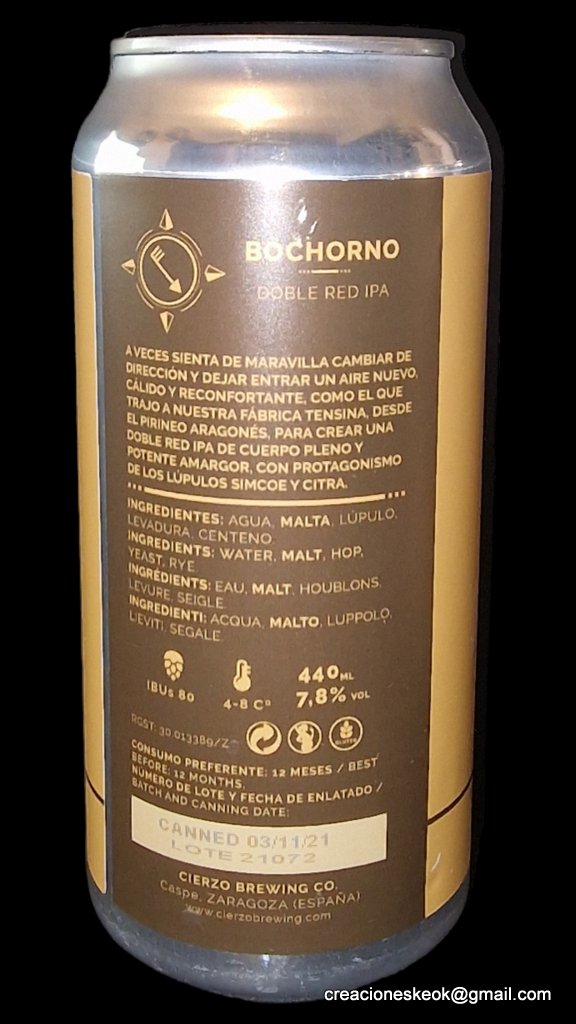 BOCHORNO
DOBLE RED IPA
A VECES SIENTA DE MARAVILLA CAMBIAR DE
DIRECCIÓN Y DEJAR ENTRAR UN AIRE NUEVO,
CÁLIDO Y RECONFORTANTE, COMO EL QUE
TRAJO A NUESTRA FÁBRICA TENSINA, DESDE
EL PIRINEO ARAGONÉS, PARA CREAR UNA
DOBLE RED IPA DE CUERPO PLENO Y
POTENTE AMARGOR, CON PROTAGONISMO
DE LOS LÚPULOS SIMCOE Y CITRA.
INGREDIENTES: AGUA, MALTA, LÚPULO,
LEVADURA, CENTENO.
INGREDIENTS: WATER, MALT, HOP,
YEAST, RYE.
INGRÉDIENTS: EAU, MALT, HOUBLONS,
LEVURE, SEIGLE.
INGREDIENTI: ACQUA, MALTO, LUPPOLO,
LIEVITI, SEGALE.
IBUs 80
4-8 Cº
440ML
7,8% VOL
RGST: 30.013389/Z
GLUTEN
CONSUMO PREFERENTE: 12 MESES / BEST
BEFORE: 12 MONTHS.
NÚMERO DE LOTE Y FECHA DE ENLATADO /
BATCH AND CANNING DATE:
CANNED 03/11/21
LOTE 21072
CIERZO BREWING CO.
Caspe, ZARAGOZA (ESPAÑA)
www.cierzobrewing.com
creacioneskeok@gmail.com